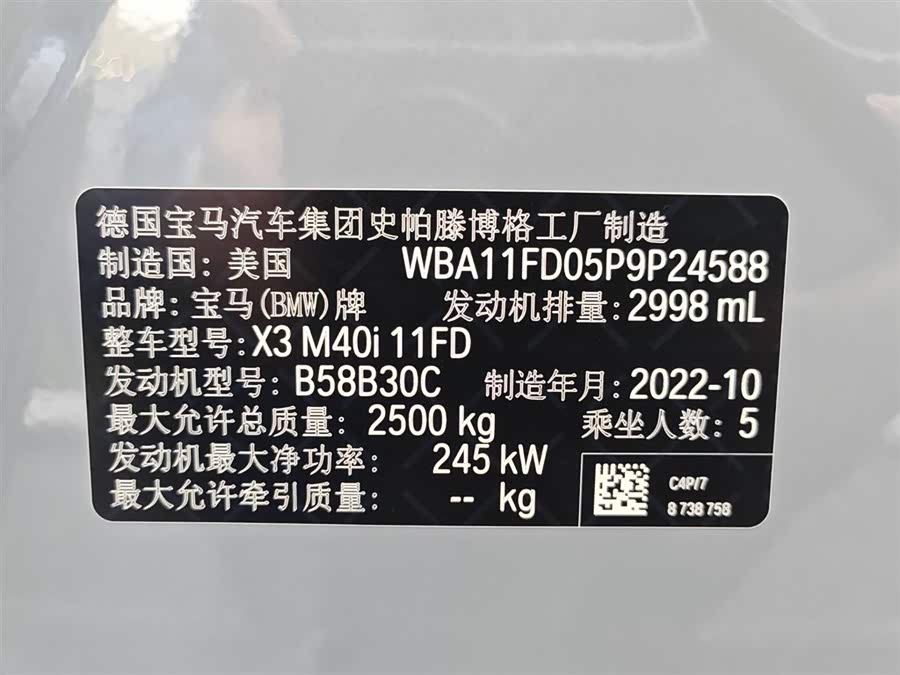 德国宝马汽车集团史帕滕博格工厂制造
制造国：美国 WBA11FD05P9P24588
品牌：宝马(BMW)牌 发动机排量：2998 mL
整车型号：X3 M40i 11FD
发动机型号：B58B30C 制造年月：2022-10
最大允许总质量：2500 kg 乘坐人数：5
发动机最大净功率： 245 kW
最大允许牵引质量： -- kg
C4P/7
8 738 758